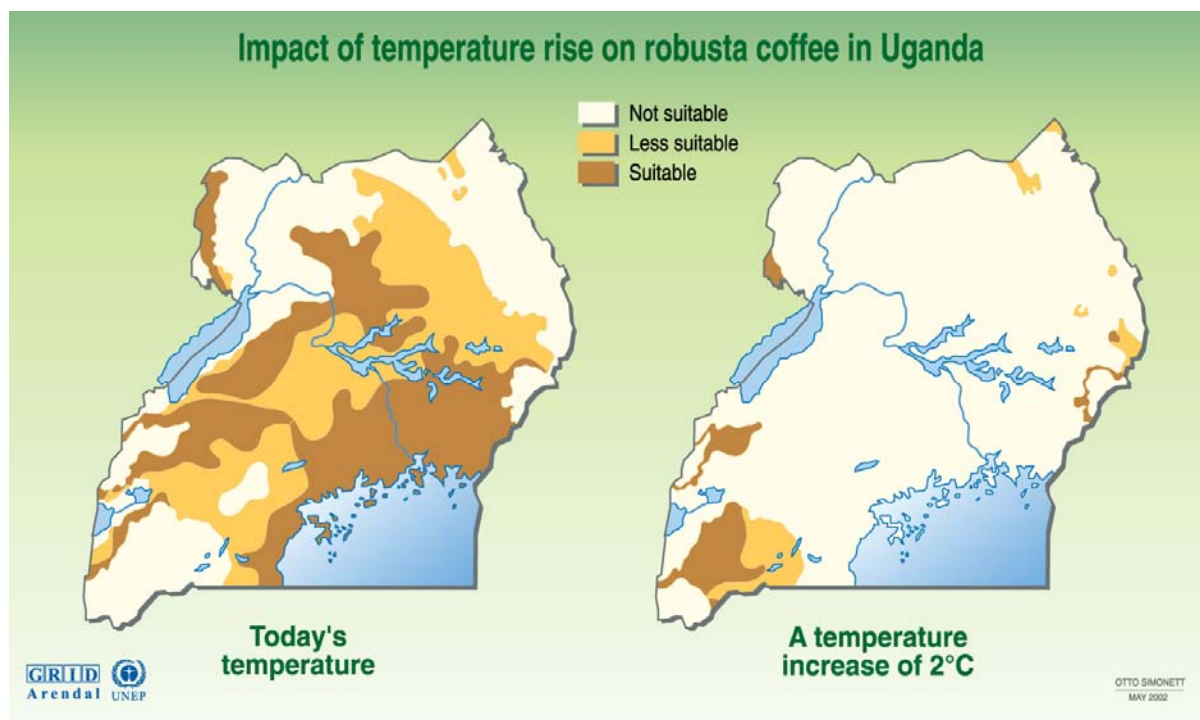 Impact of temperature rise on robusta coffee in Uganda
Not suitable
Less suitable
Suitable
Today's
temperature
A temperature
increase of 2°C
GRID
Arendal
UNEP
OTTO SIMONETT
MAY 2002